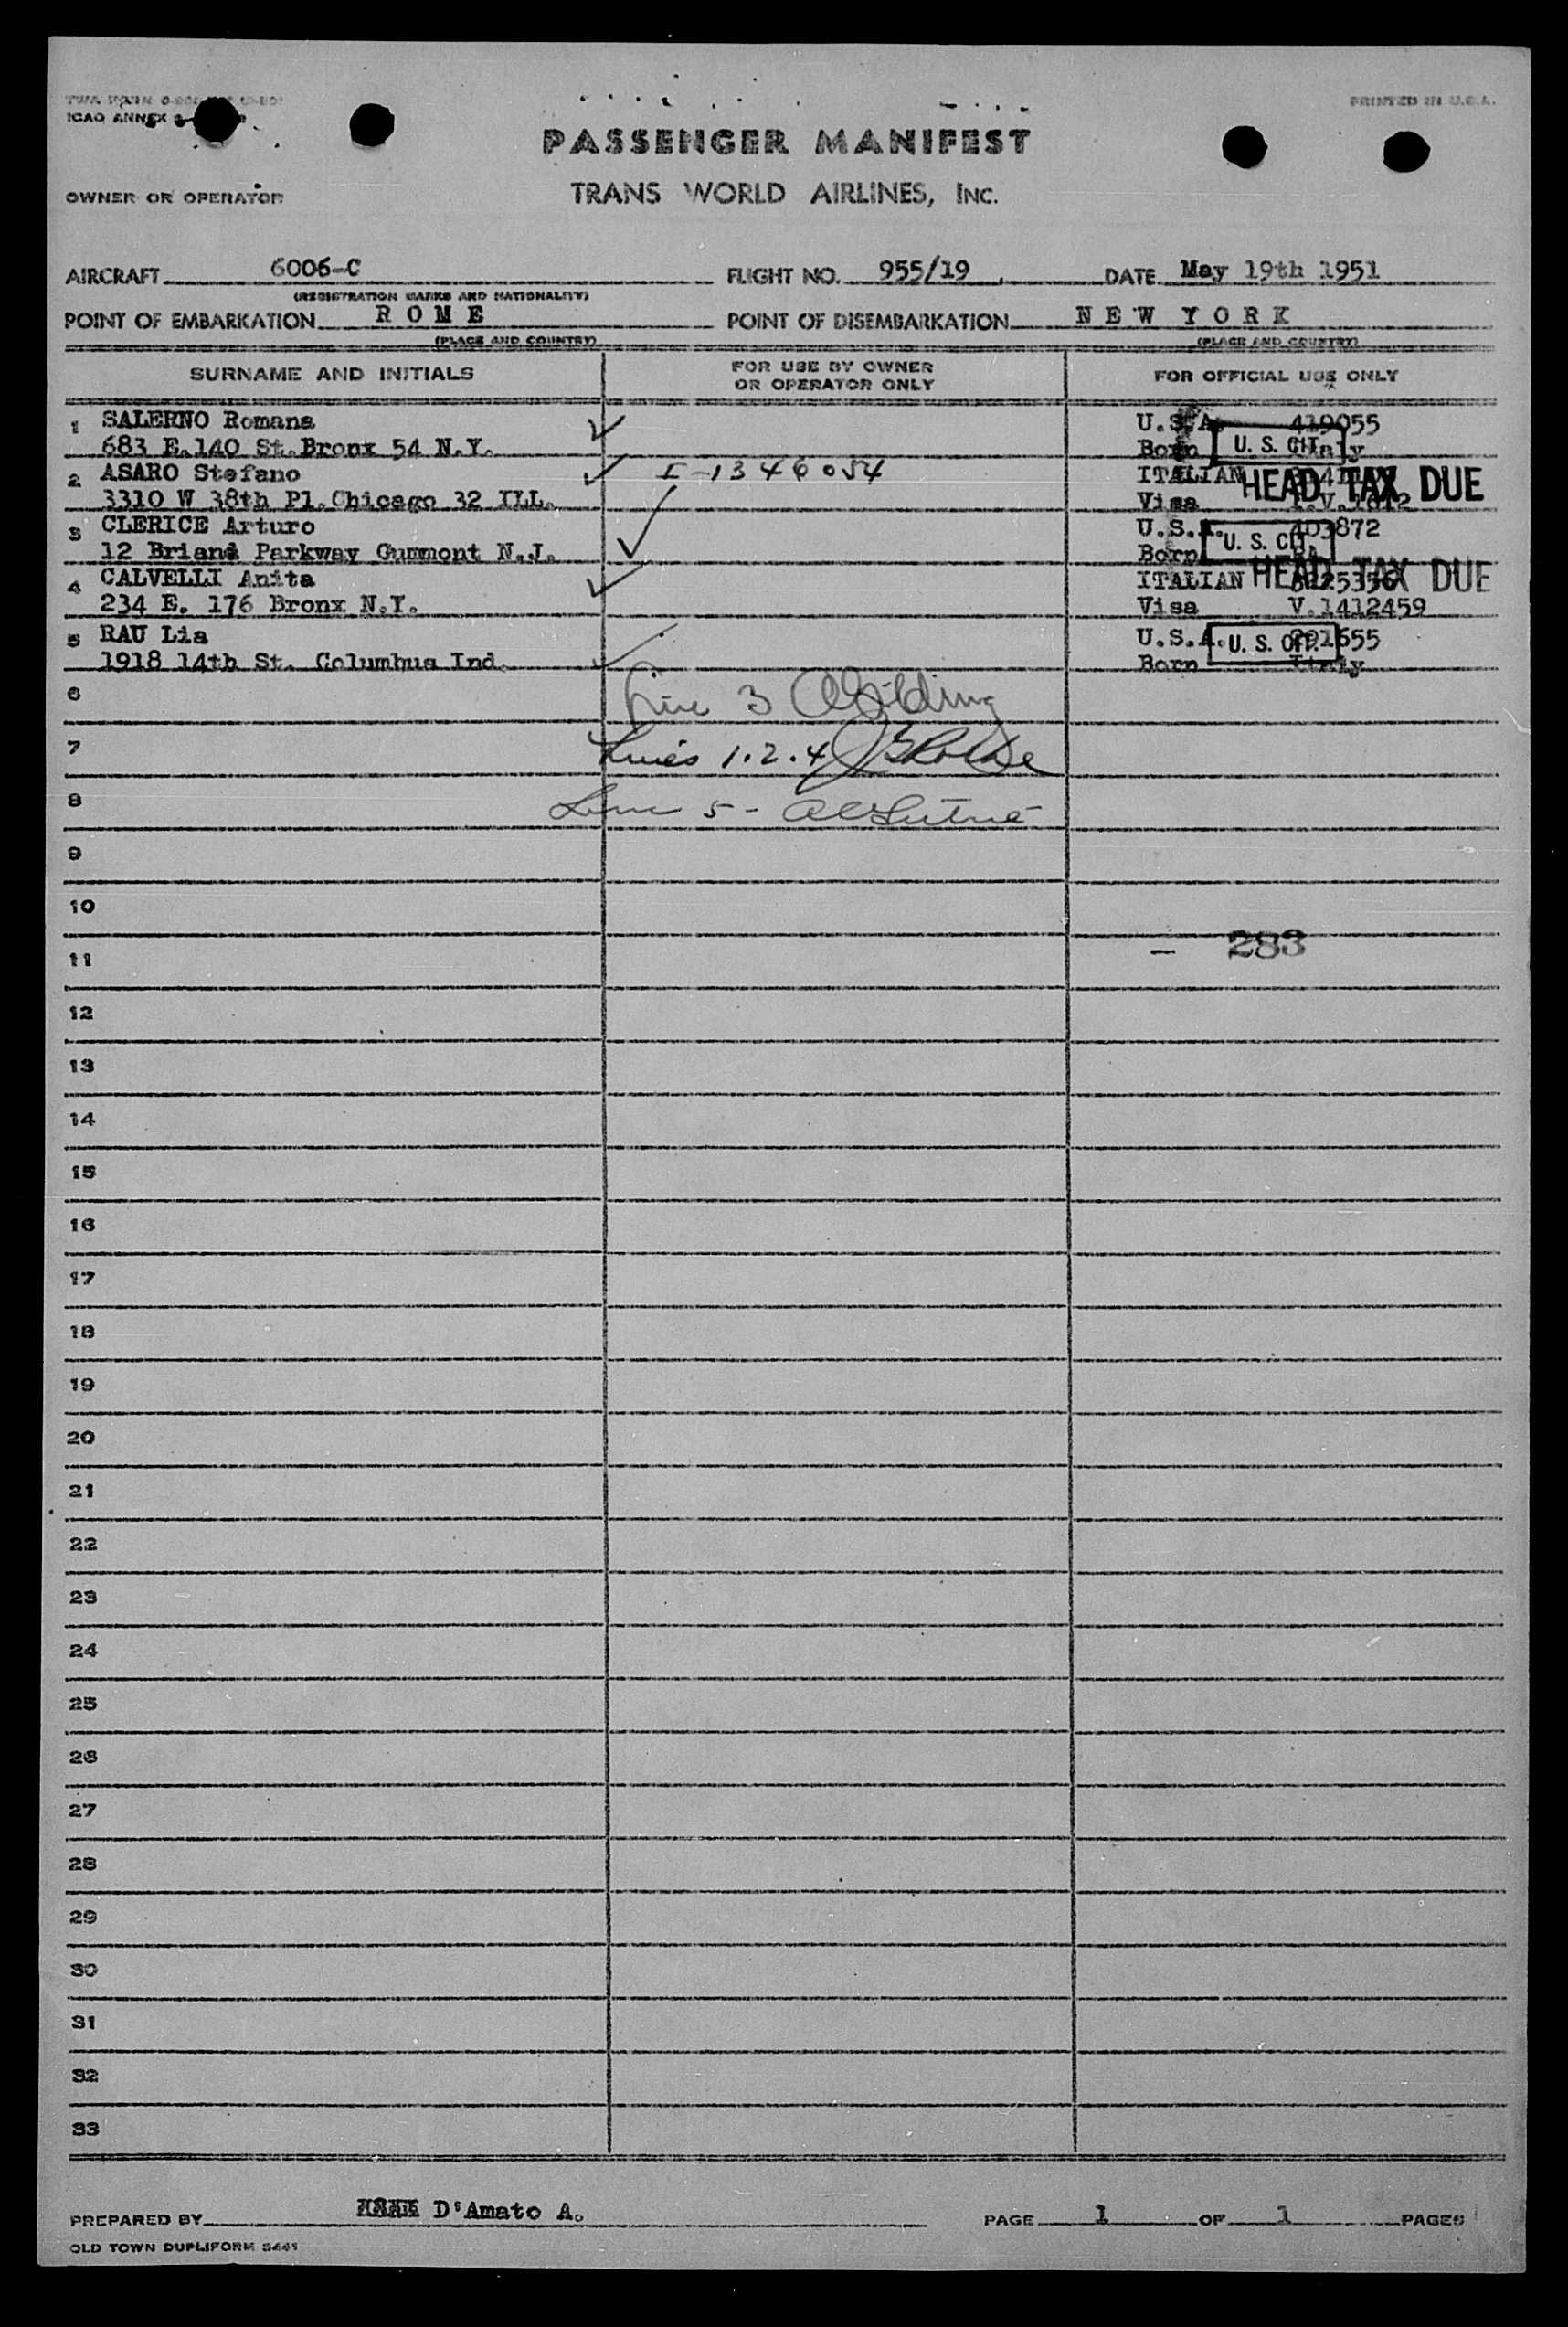 ICAO ANNEX
PRINTED IN U.S.A.
PASSENGER MANIFEST
OWNER OR OPERATOR
TRANS WORLD AIRLINES, INC.
AIRCRAFT 6006-C FLIGHT NO. 955/19 DATE May 19th 1951
(REGISTRATION MARKS AND NATIONALITY)
POINT OF EMBARKATION R O M E POINT OF DISEMBARKATION N E W Y O R K
(PLACE AND COUNTRY) (PLACE AND COUNTRY)
SURNAME AND INITIALS FOR USE BY OWNER OR OPERATOR ONLY FOR OFFICIAL USE ONLY
1 SALERNO Romana U.S.A. 419055
683 E.140 St.Bronx 54 N.Y. Born Italy U. S. CIT.
2 ASARO Stefano I-1346054 ITALIAN
3310 W 38th Pl.Chicago 32 ILL. Visa HEAD TAX DUE
3 CLERICE Arturo U.S.A. 403872
12 Briand Parkway Gummont N.J. Born U. S. CIT.
4 CALVELLI Anita ITALIAN HEAD TAX DUE
234 E. 176 Bronx N.Y. Visa V.1412459
5 RAU Lia U.S.A. U. S. CIT.
1918 14th St. Columbus Ind. Born Italy
6 Line 3
7 Lines 1.2.4
8 Line 5 -
9
10
11 - 283
12
13
14
15
16
17
18
19
20
21
22
23
24
25
26
27
28
29
30
31
32
33
PREPARED BY D'Amato A. PAGE 1 OF 1 PAGES
OLD TOWN DUPLIFORM